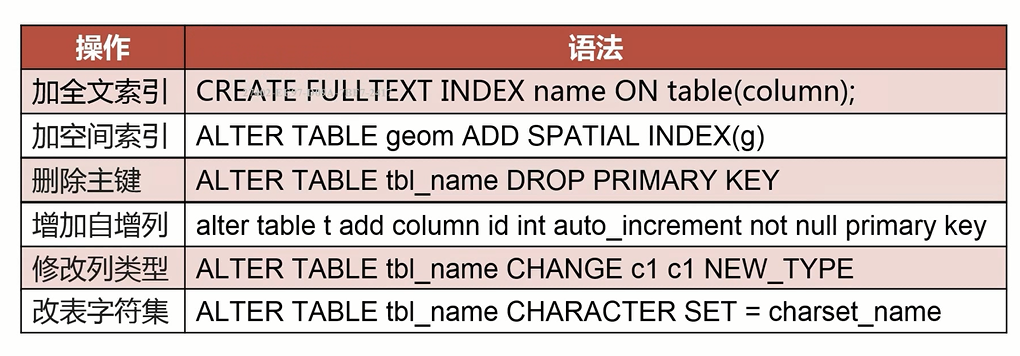 操作 语法
加全文索引 CREATE FULLTEXT INDEX name ON table(column);
加空间索引 ALTER TABLE geom ADD SPATIAL INDEX(g)
删除主键 ALTER TABLE tbl_name DROP PRIMARY KEY
增加自增列 alter table t add column id int auto_increment not null primary key
修改列类型 ALTER TABLE tbl_name CHANGE c1 c1 NEW_TYPE
改表字符集 ALTER TABLE tbl_name CHARACTER SET = charset_name